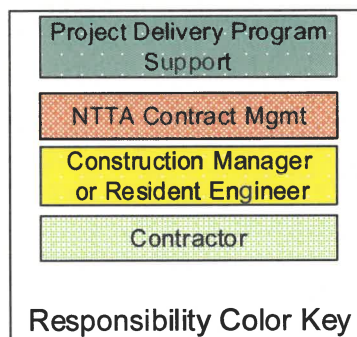 Project Delivery Program
Support
NTTA Contract Mgmt
Construction Manager
or Resident Engineer
Contractor
Responsibility Color Key